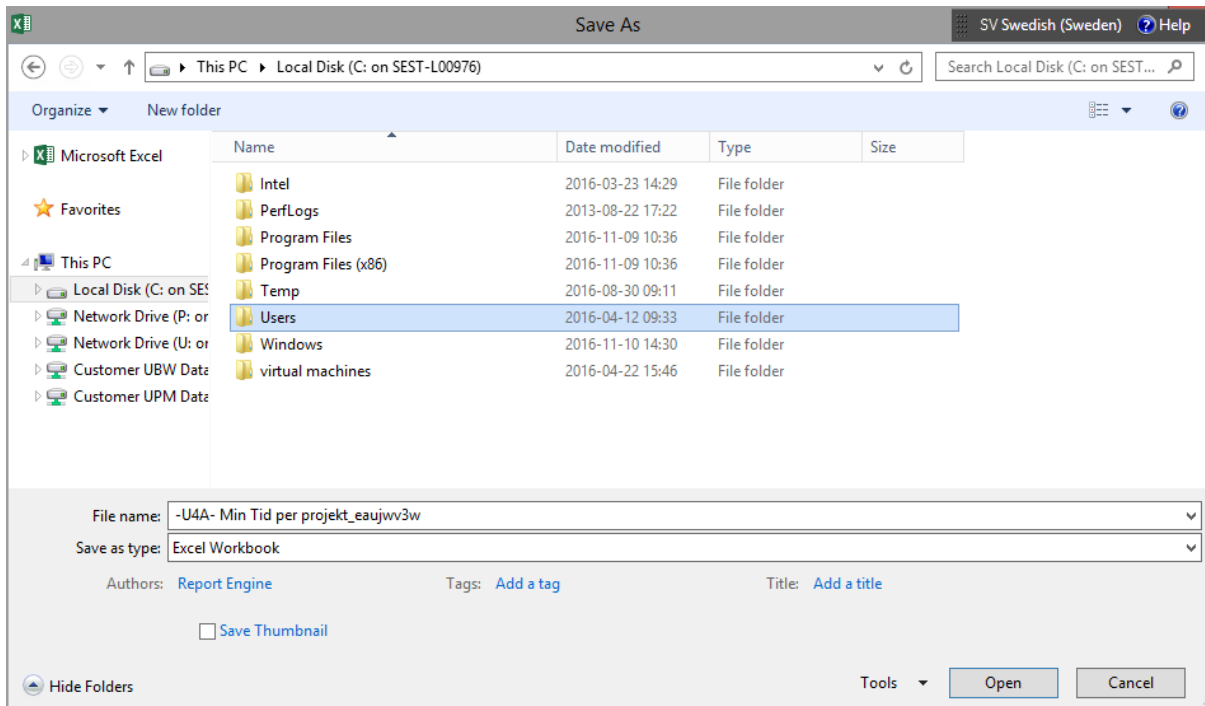 Save As
SV Swedish (Sweden) Help
This PC Local Disk (C: on SEST-L00976)
Search Local Disk (C: on SEST...
Organize New folder
Name Date modified Type Size
Microsoft Excel
Favorites
This PC
Local Disk (C: on SES
Network Drive (P: or
Network Drive (U: or
Customer UBW Data
Customer UPM Data
Intel 2016-03-23 14:29 File folder
PerfLogs 2013-08-22 17:22 File folder
Program Files 2016-11-09 10:36 File folder
Program Files (x86) 2016-11-09 10:36 File folder
Temp 2016-08-30 09:11 File folder
Users 2016-04-12 09:33 File folder
Windows 2016-11-10 14:30 File folder
virtual machines 2016-04-22 15:46 File folder
File name: -U4A- Min Tid per projekt_eaujwv3w
Save as type: Excel Workbook
Authors: Report Engine Tags: Add a tag Title: Add a title
Save Thumbnail
Hide Folders Tools Open Cancel